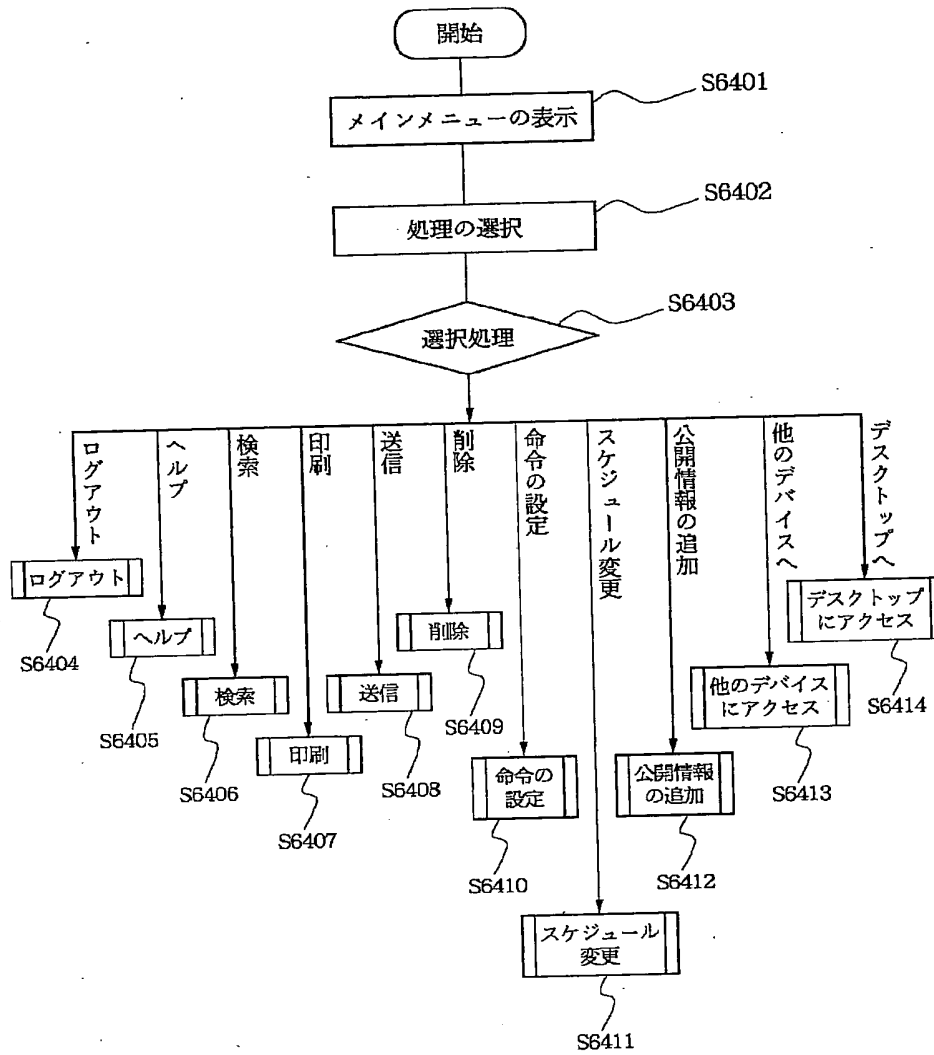 開始
S6401
メインメニューの表示
S6402
処理の選択
S6403
選択処理
ログアウト
ヘルプ
検索
印刷
送信
削除
命令の設定
スケジュール変更
公開情報の追加
他のデバイスへ
デスクトップへ
ログアウト
S6404
ヘルプ
S6405
検索
S6406
印刷
S6407
送信
S6408
削除
S6409
命令の
設定
S6410
スケジュール
変更
S6411
公開情報
の追加
S6412
他のデバイス
にアクセス
S6413
デスクトップ
にアクセス
S6414